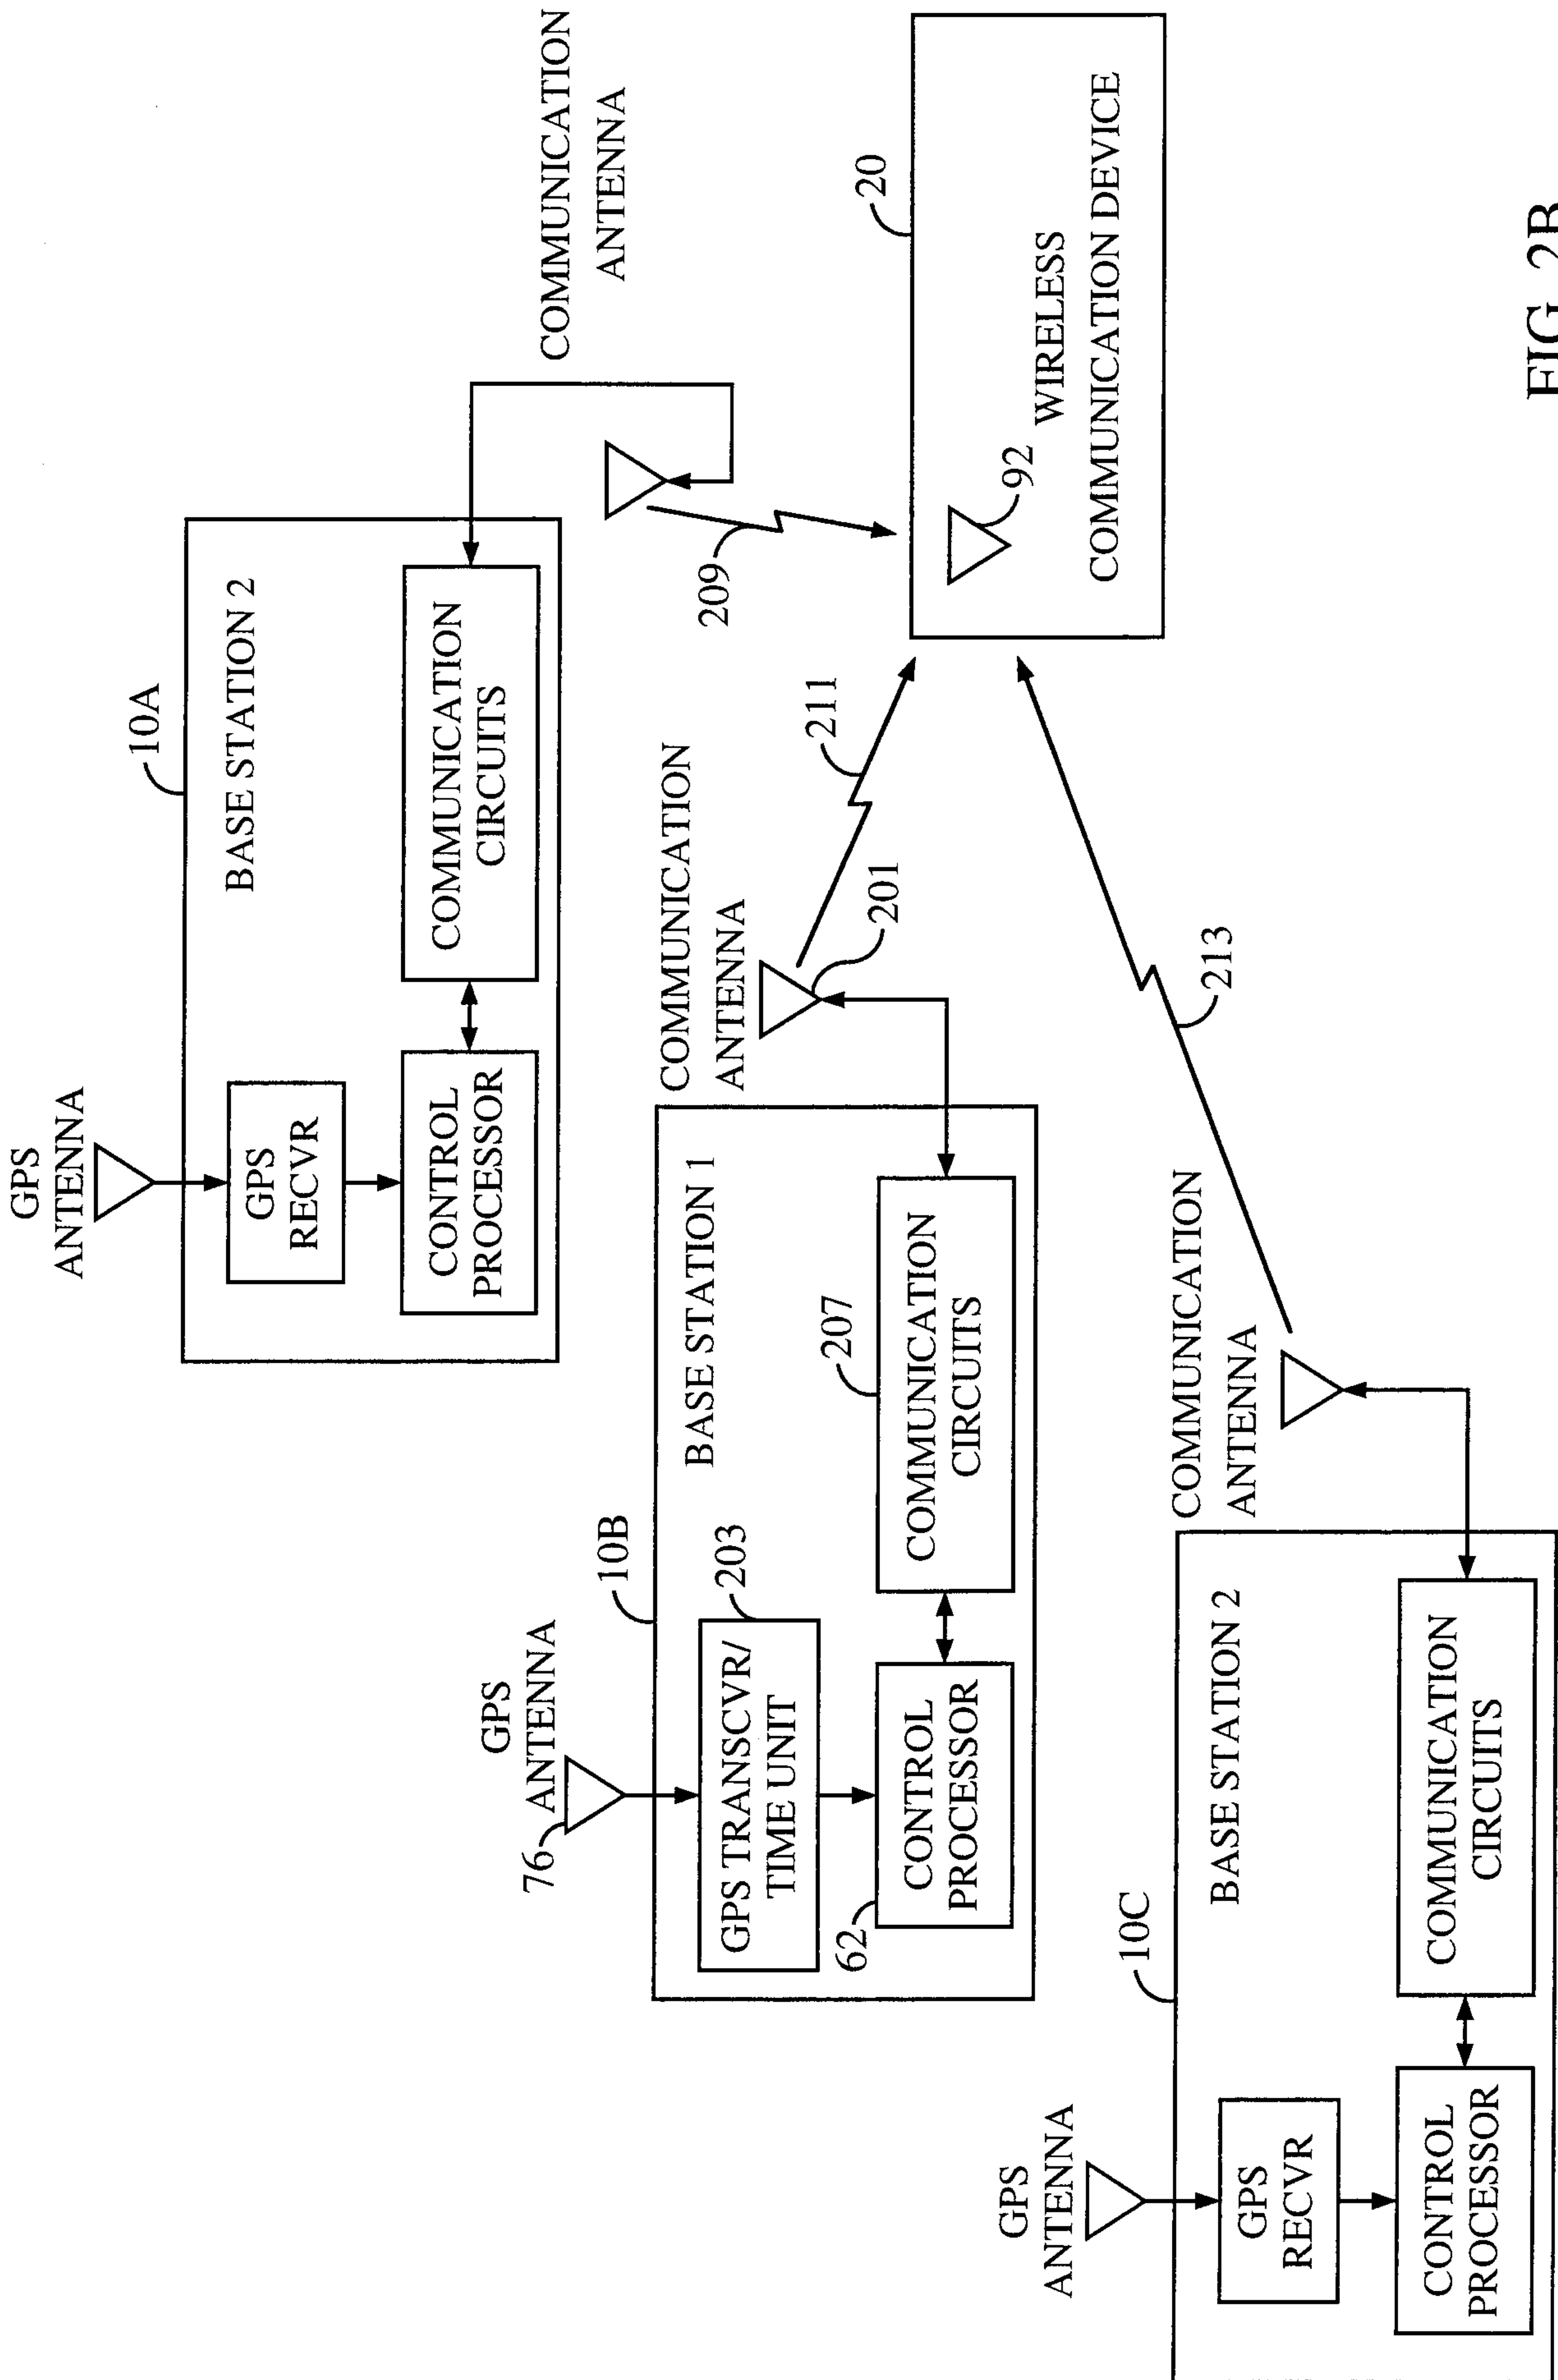 GPS
ANTENNA
10A
BASE STATION 2
GPS
RECVR
CONTROL
PROCESSOR
COMMUNICATION
CIRCUITS
COMMUNICATION
ANTENNA
209
GPS
ANTENNA
76
10B
BASE STATION 1
GPS TRANSCVR/
TIME UNIT
203
CONTROL
PROCESSOR
62
207
COMMUNICATION
CIRCUITS
COMMUNICATION
ANTENNA
201
211
20
92
WIRELESS
COMMUNICATION DEVICE
GPS
ANTENNA
10C
BASE STATION 2
GPS
RECVR
CONTROL
PROCESSOR
COMMUNICATION
CIRCUITS
COMMUNICATION
ANTENNA
213
FIG. 2B